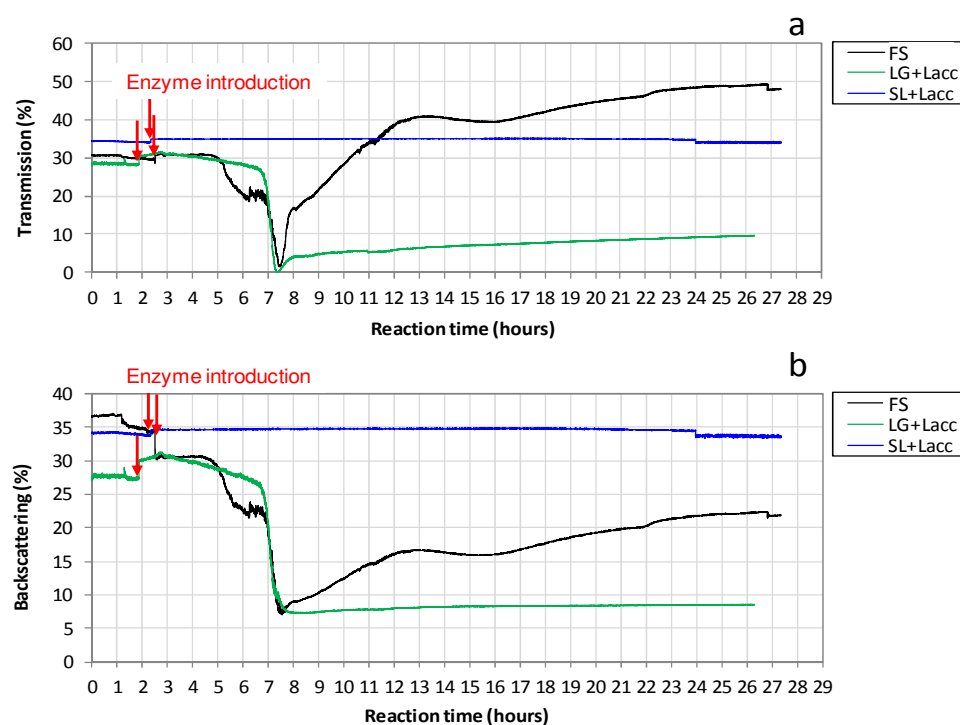 a
60
50
40
30
20
10
0
Transmission (%)
Enzyme introduction
FS
LG+Lacc
SL+Lacc
0 1 2 3 4 5 6 7 8 9 10 11 12 13 14 15 16 17 18 19 20 21 22 23 24 25 26 27 28 29
Reaction time (hours)
b
Enzyme introduction
40
35
30
25
20
15
10
5
0
Backscattering (%)
FS
LG+Lacc
SL+Lacc
0 1 2 3 4 5 6 7 8 9 10 11 12 13 14 15 16 17 18 19 20 21 22 23 24 25 26 27 28 29
Reaction time (hours)